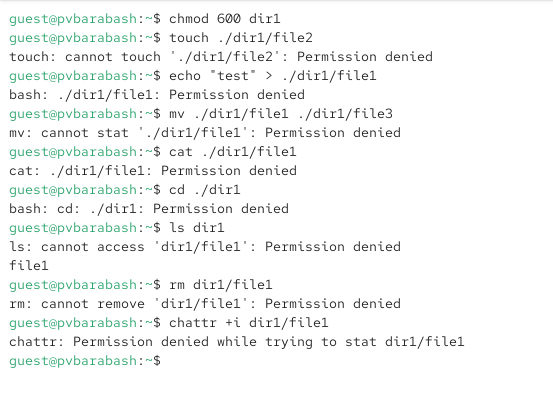 guest@pvbarabash:~$ chmod 600 dir1
guest@pvbarabash:~$ touch ./dir1/file2
touch: cannot touch './dir1/file2': Permission denied
guest@pvbarabash:~$ echo "test" > ./dir1/file1
bash: ./dir1/file1: Permission denied
guest@pvbarabash:~$ mv ./dir1/file1 ./dir1/file3
mv: cannot stat './dir1/file1': Permission denied
guest@pvbarabash:~$ cat ./dir1/file1
cat: ./dir1/file1: Permission denied
guest@pvbarabash:~$ cd ./dir1
bash: cd: ./dir1: Permission denied
guest@pvbarabash:~$ ls dir1
ls: cannot access 'dir1/file1': Permission denied
file1
guest@pvbarabash:~$ rm dir1/file1
rm: cannot remove 'dir1/file1': Permission denied
guest@pvbarabash:~$ chattr +i dir1/file1
chattr: Permission denied while trying to stat dir1/file1
guest@pvbarabash:~$